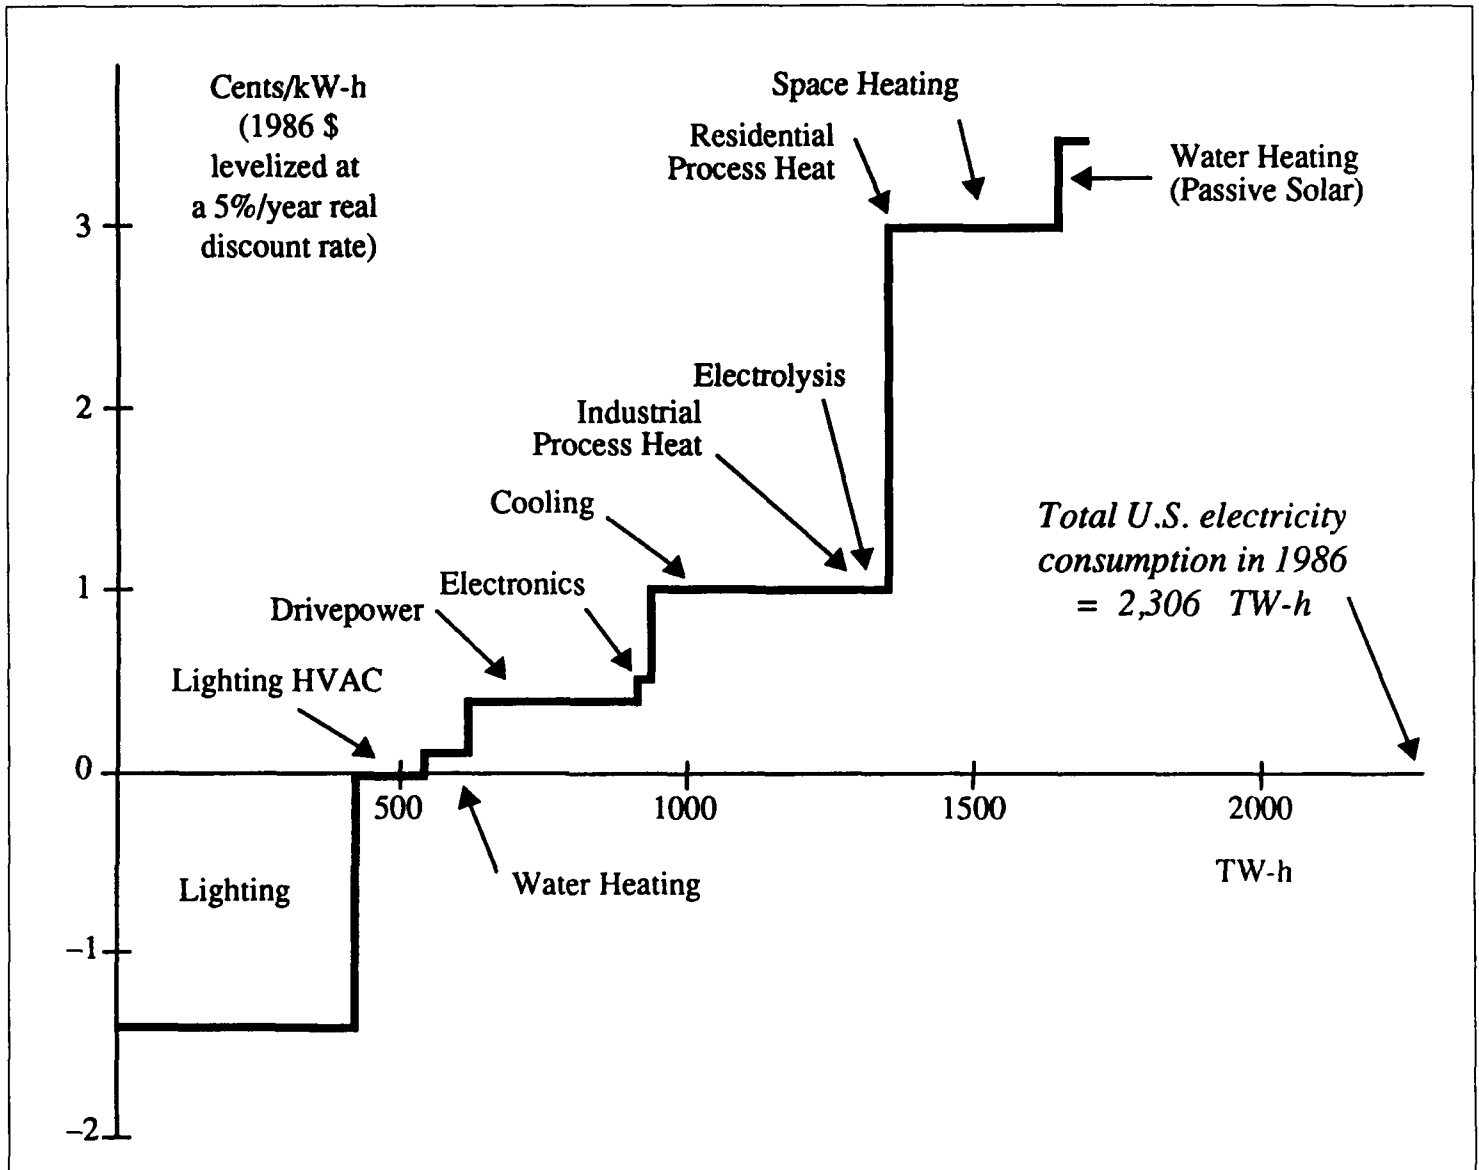 Cents/kW-h
(1986 $
levelized at
a 5%/year real
discount rate)
Space Heating
Residential
Process Heat
Water Heating
(Passive Solar)
3
Electrolysis
2
Industrial
Process Heat
Cooling
Total U.S. electricity
consumption in 1986
= 2,306 TW-h
1
Electronics
Drivepower
Lighting HVAC
0
500
1000
1500
2000
TW-h
Water Heating
Lighting
–1
–2